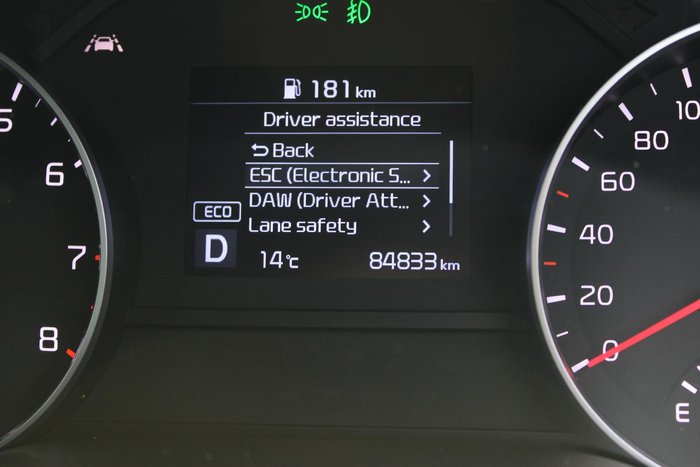 181 km
Driver assistance
Back
ESC (Electronic S...
DAW (Driver Att...
Lane safety
ECO
D
14°C
84833 km
5
6
7
8
10
80
60
40
20
0
E